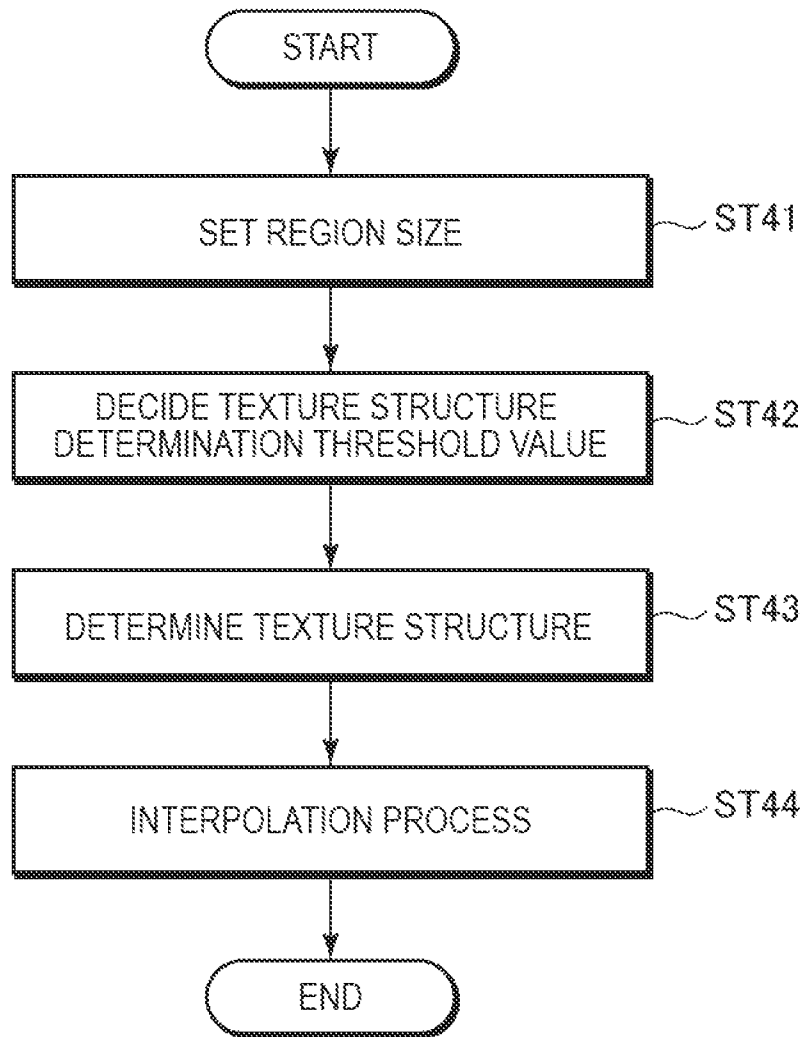 START
SET REGION SIZE
ST41
DECIDE TEXTURE STRUCTURE
DETERMINATION THRESHOLD VALUE
ST42
DETERMINE TEXTURE STRUCTURE
ST43
INTERPOLATION PROCESS
ST44
END